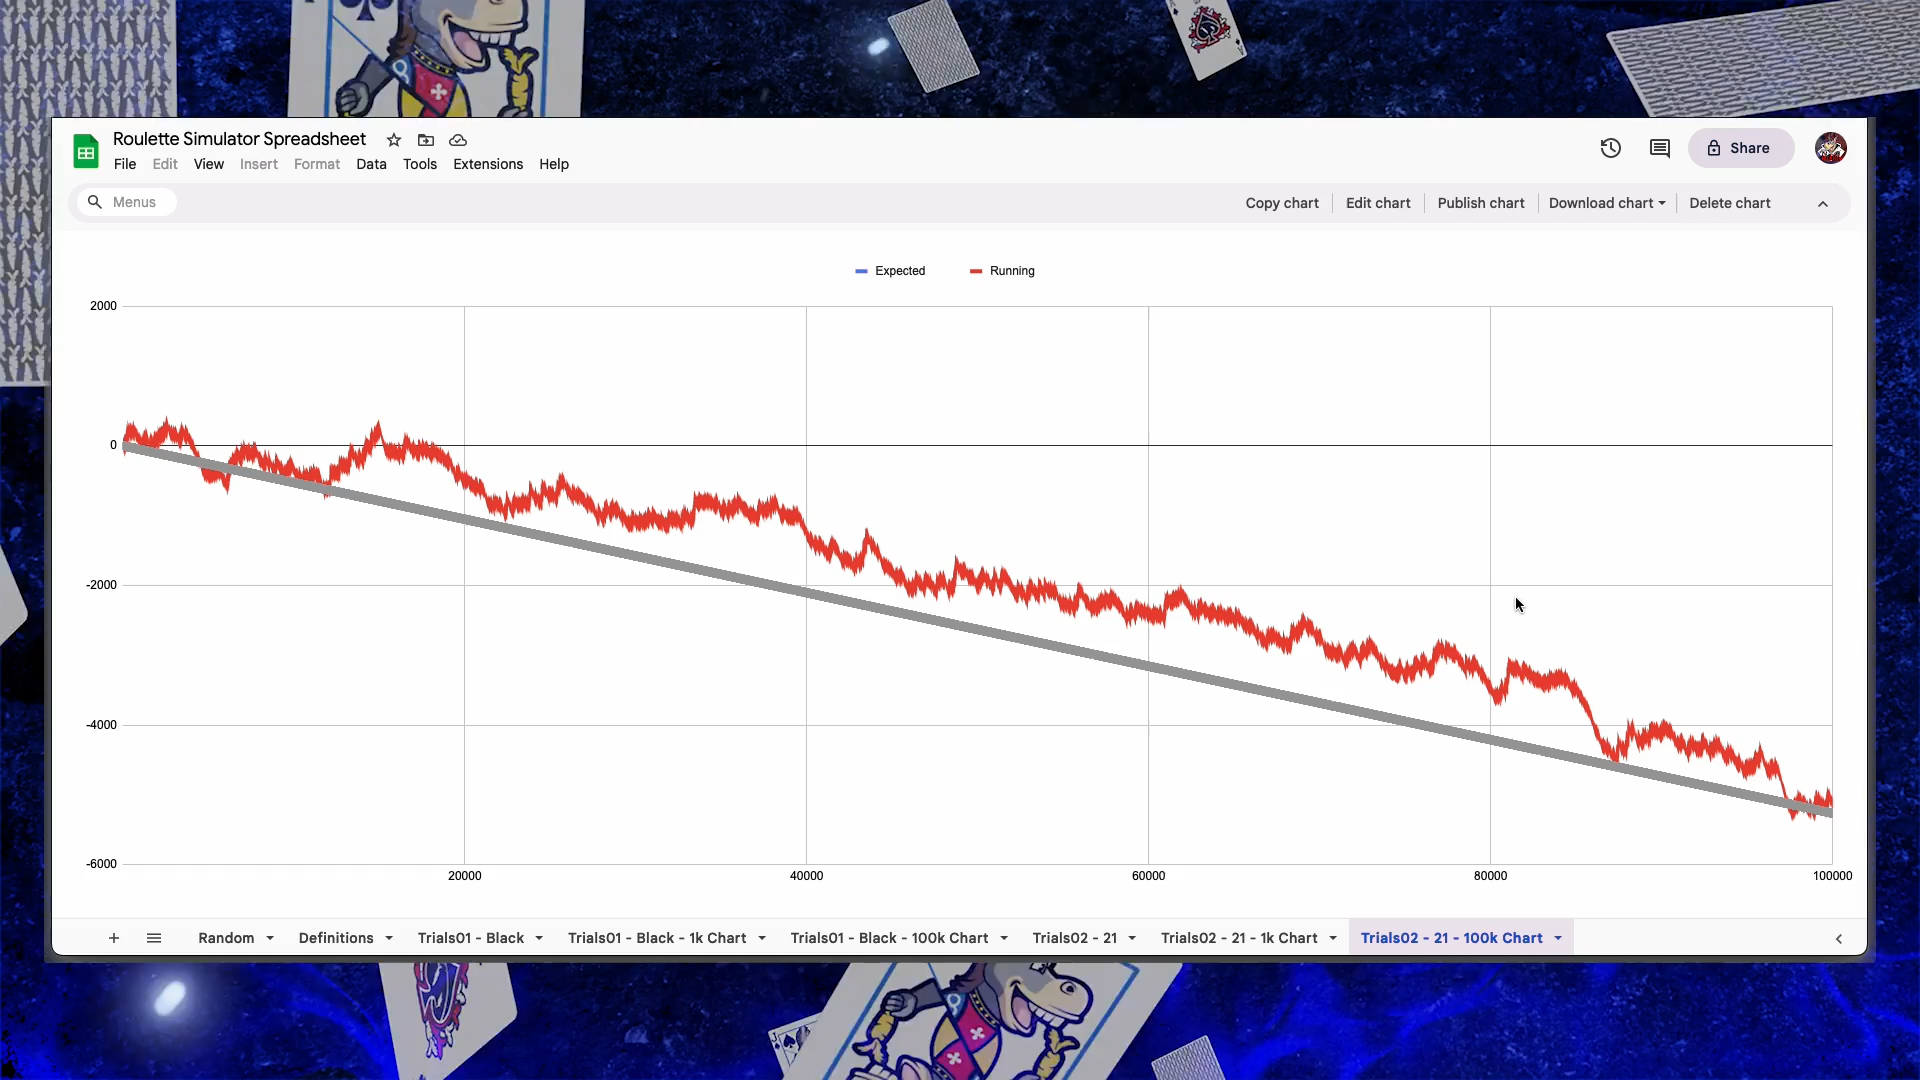 Roulette Simulator Spreadsheet
File Edit View Insert Format Data Tools Extensions Help
Share
Menus
Copy chart Edit chart Publish chart Download chart Delete chart
Expected Running
2000
0
-2000
-4000
-6000
20000 40000 60000 80000 100000
Random Definitions Trials01 - Black Trials01 - Black - 1k Chart Trials01 - Black - 100k Chart Trials02 - 21 Trials02 - 21 - 1k Chart Trials02 - 21 - 100k Chart
J